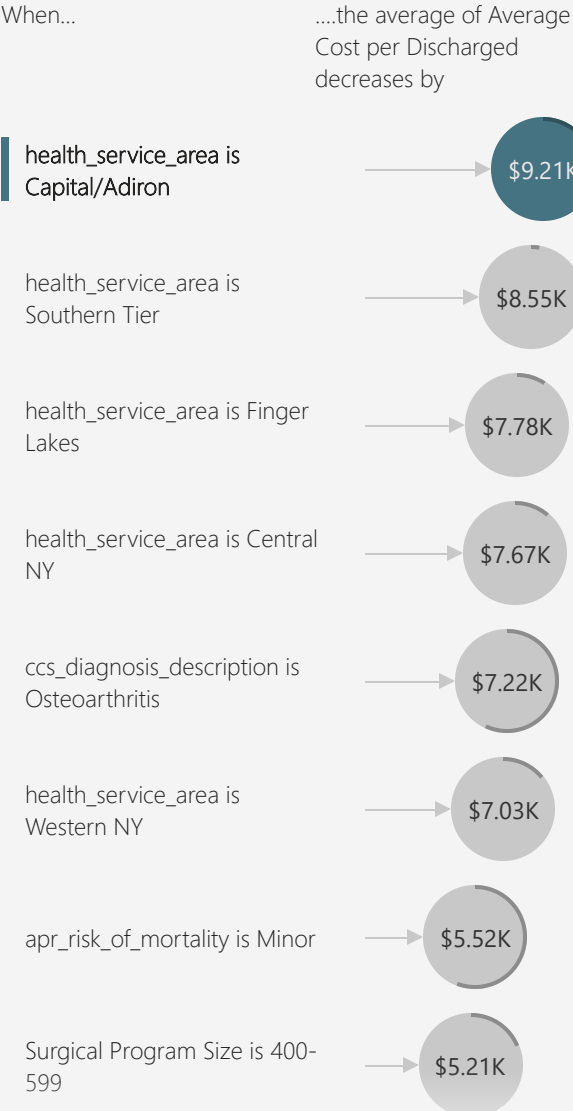 When...
....the average of Average
Cost per Discharged
decreases by
health_service_area is
Capital/Adiron
$9.21K
health_service_area is
Southern Tier
$8.55K
health_service_area is Finger
Lakes
$7.78K
health_service_area is Central
NY
$7.67K
ccs_diagnosis_description is
Osteoarthritis
$7.22K
health_service_area is
Western NY
$7.03K
apr_risk_of_mortality is Minor
$5.52K
Surgical Program Size is 400-
599
$5.21K